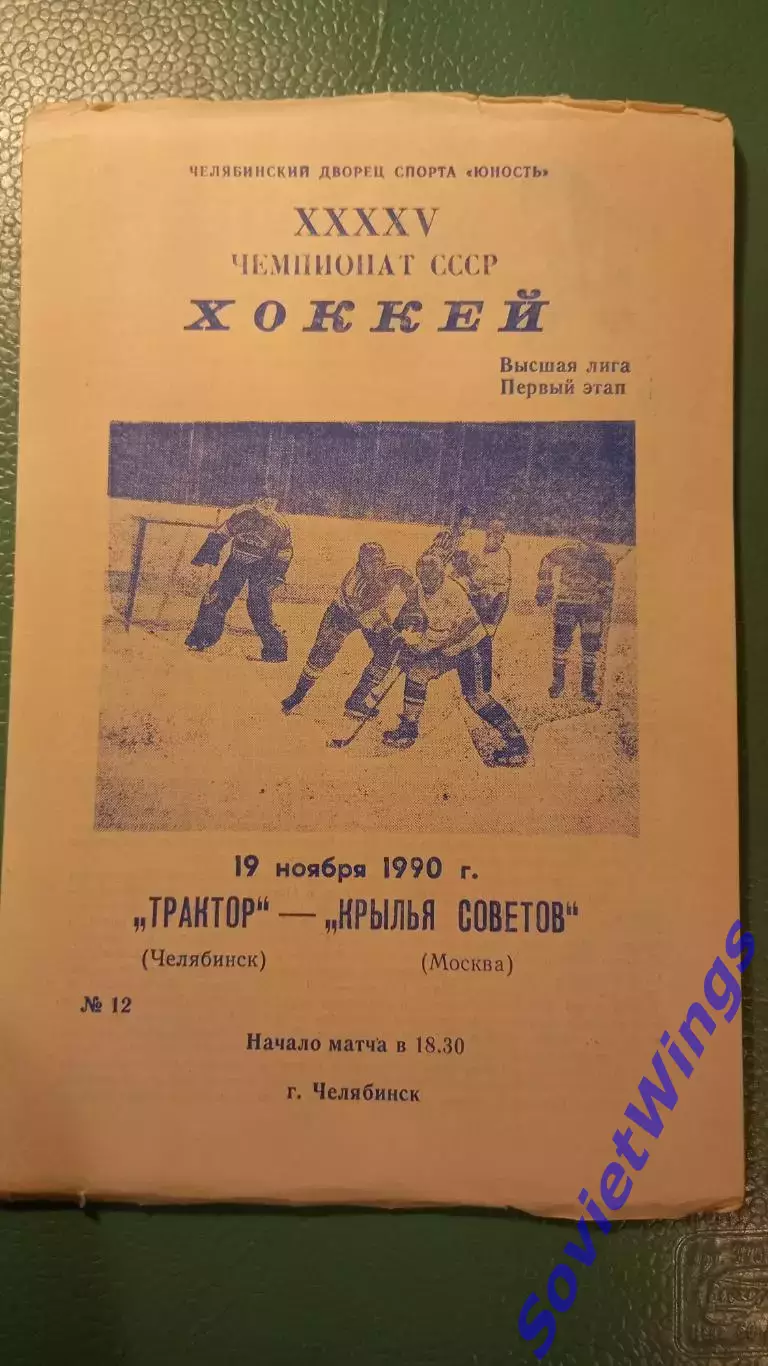 ЧЕЛЯБИНСКИЙ ДВОРЕЦ СПОРТА «ЮНОСТЬ»
XXXXV
ЧЕМПИОНАТ СССР
ХОККЕЙ
Высшая лига
Первый этап
19 ноября 1990 г.
„ТРАКТОР" — „КРЫЛЬЯ СОВЕТОВ"
(Челябинск) (Москва)
№ 12
Начало матча в 18.30
г. Челябинск
SovietWings